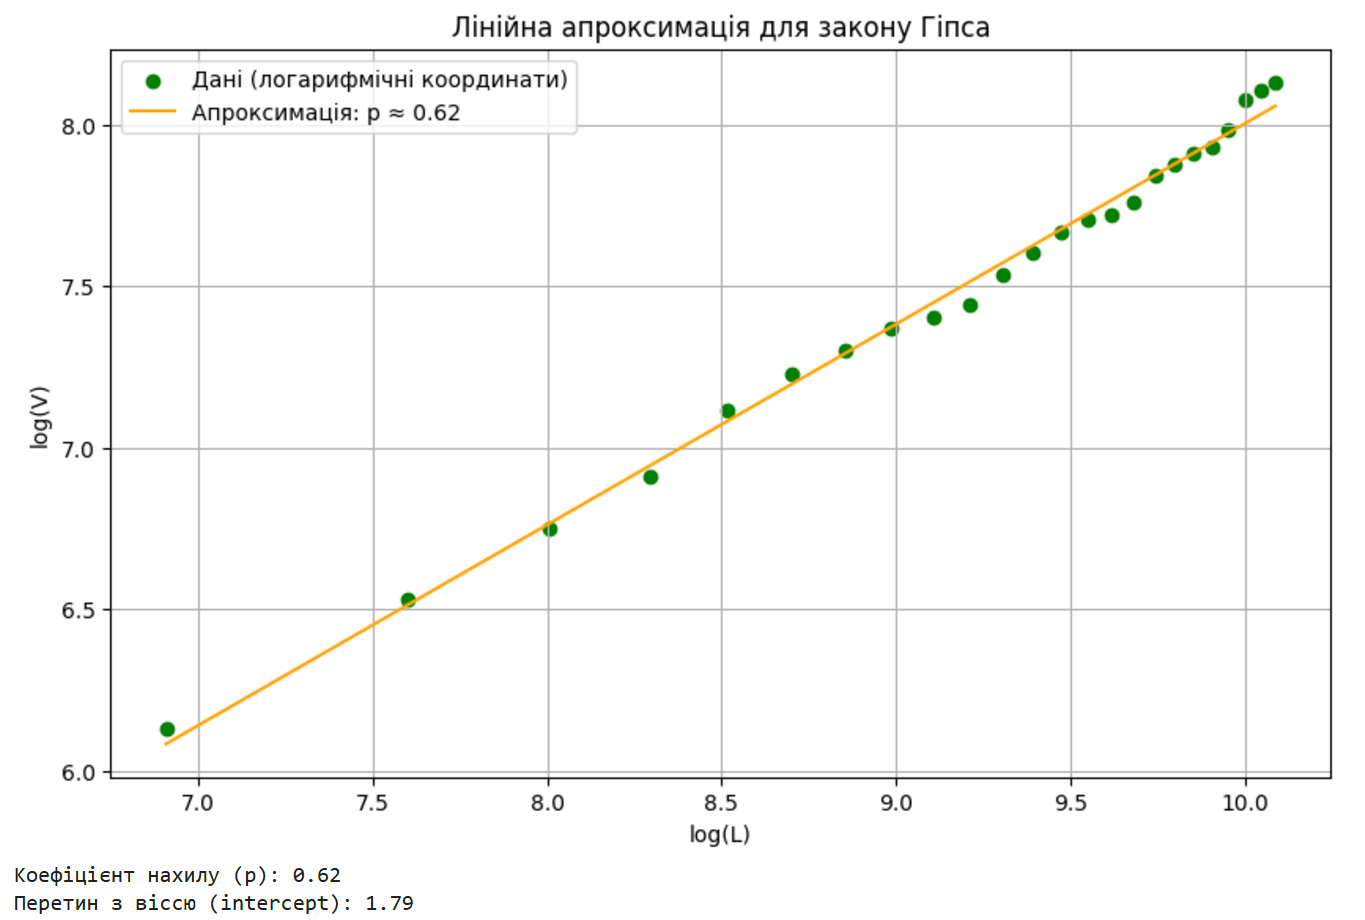 Лінійна апроксимація для закону Гіпса
Дані (логарифмічні координати)
Апроксимація: p ≈ 0.62
8.0
7.5
7.0
6.5
6.0
log(V)
7.0 7.5 8.0 8.5 9.0 9.5 10.0
log(L)
Коефіцієнт нахилу (p): 0.62
Перетин з віссю (intercept): 1.79